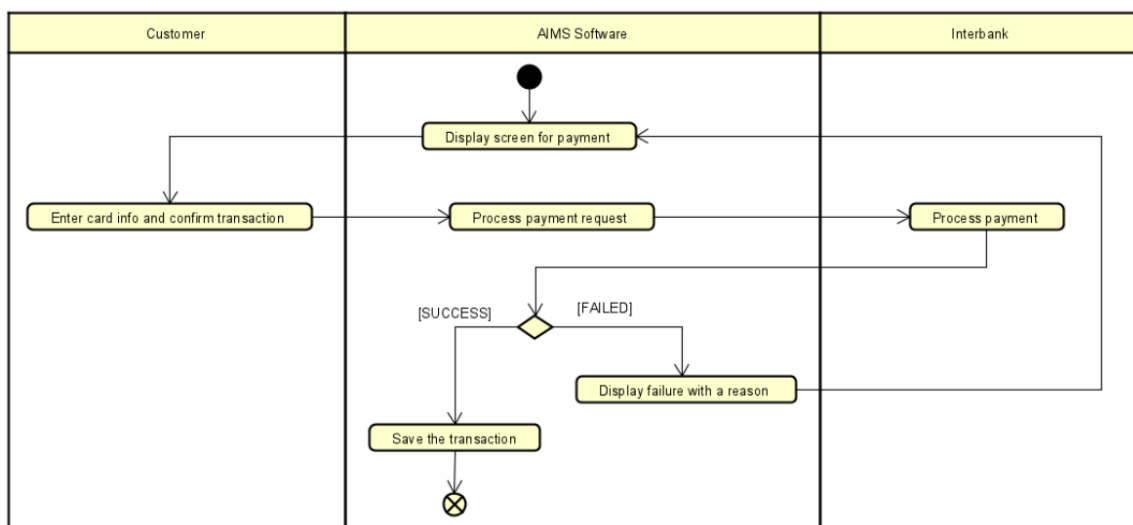 Customer
AIMS Software
Interbank
Display screen for payment
Enter card info and confirm transaction
Process payment request
Process payment
[SUCCESS]
[FAILED]
Display failure with a reason
Save the transaction